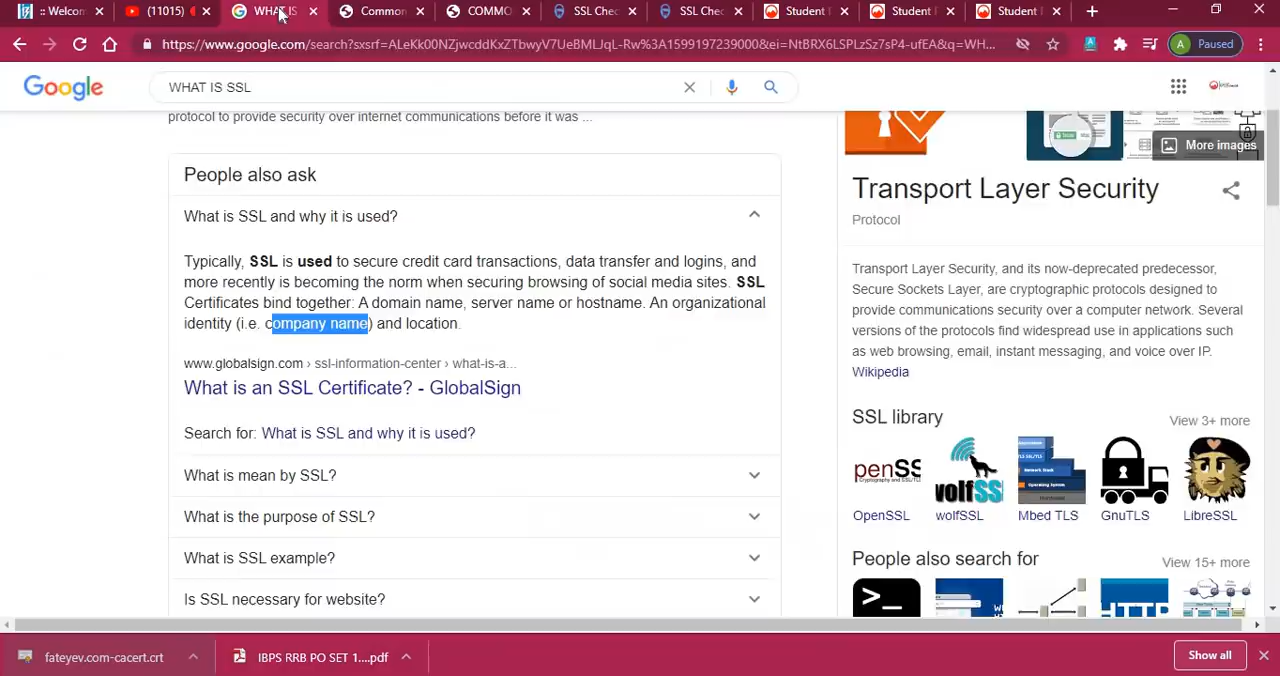 :: Welcom
(11015)
WHAT IS
Common
COMMO
SSL Chec
SSL Chec
Student
Student
Student
https://www.google.com/search?sxsrf=ALeKk00NZjwcddKxZTbwyV7UeBMLJqL-Rw%3A1599197239000&ei=NtBRX6LSPLzSz7sP4-ufEA&q=WH...
A Paused
Google
WHAT IS SSL
protocol to provide security over internet communications before it was ...
People also ask
What is SSL and why it is used?
Typically, SSL is used to secure credit card transactions, data transfer and logins, and
more recently is becoming the norm when securing browsing of social media sites. SSL
Certificates bind together: A domain name, server name or hostname. An organizational
identity (i.e. company name) and location.
www.globalsign.com › ssl-information-center › what-is-a...
What is an SSL Certificate? - GlobalSign
Search for: What is SSL and why it is used?
What is mean by SSL?
What is the purpose of SSL?
What is SSL example?
Is SSL necessary for website?
More images
Transport Layer Security
Protocol
Transport Layer Security, and its now-deprecated predecessor,
Secure Sockets Layer, are cryptographic protocols designed to
provide communications security over a computer network. Several
versions of the protocols find widespread use in applications such
as web browsing, email, instant messaging, and voice over IP.
Wikipedia
SSL library
View 3+ more
penSS
wolfSS
OpenSSL
wolfSSL
Mbed TLS
GnuTLS
LibreSSL
People also search for
View 15+ more
>_
HTTP
fateyev.com-cacert.crt
IBPS RRB PO SET 1....pdf
Show all